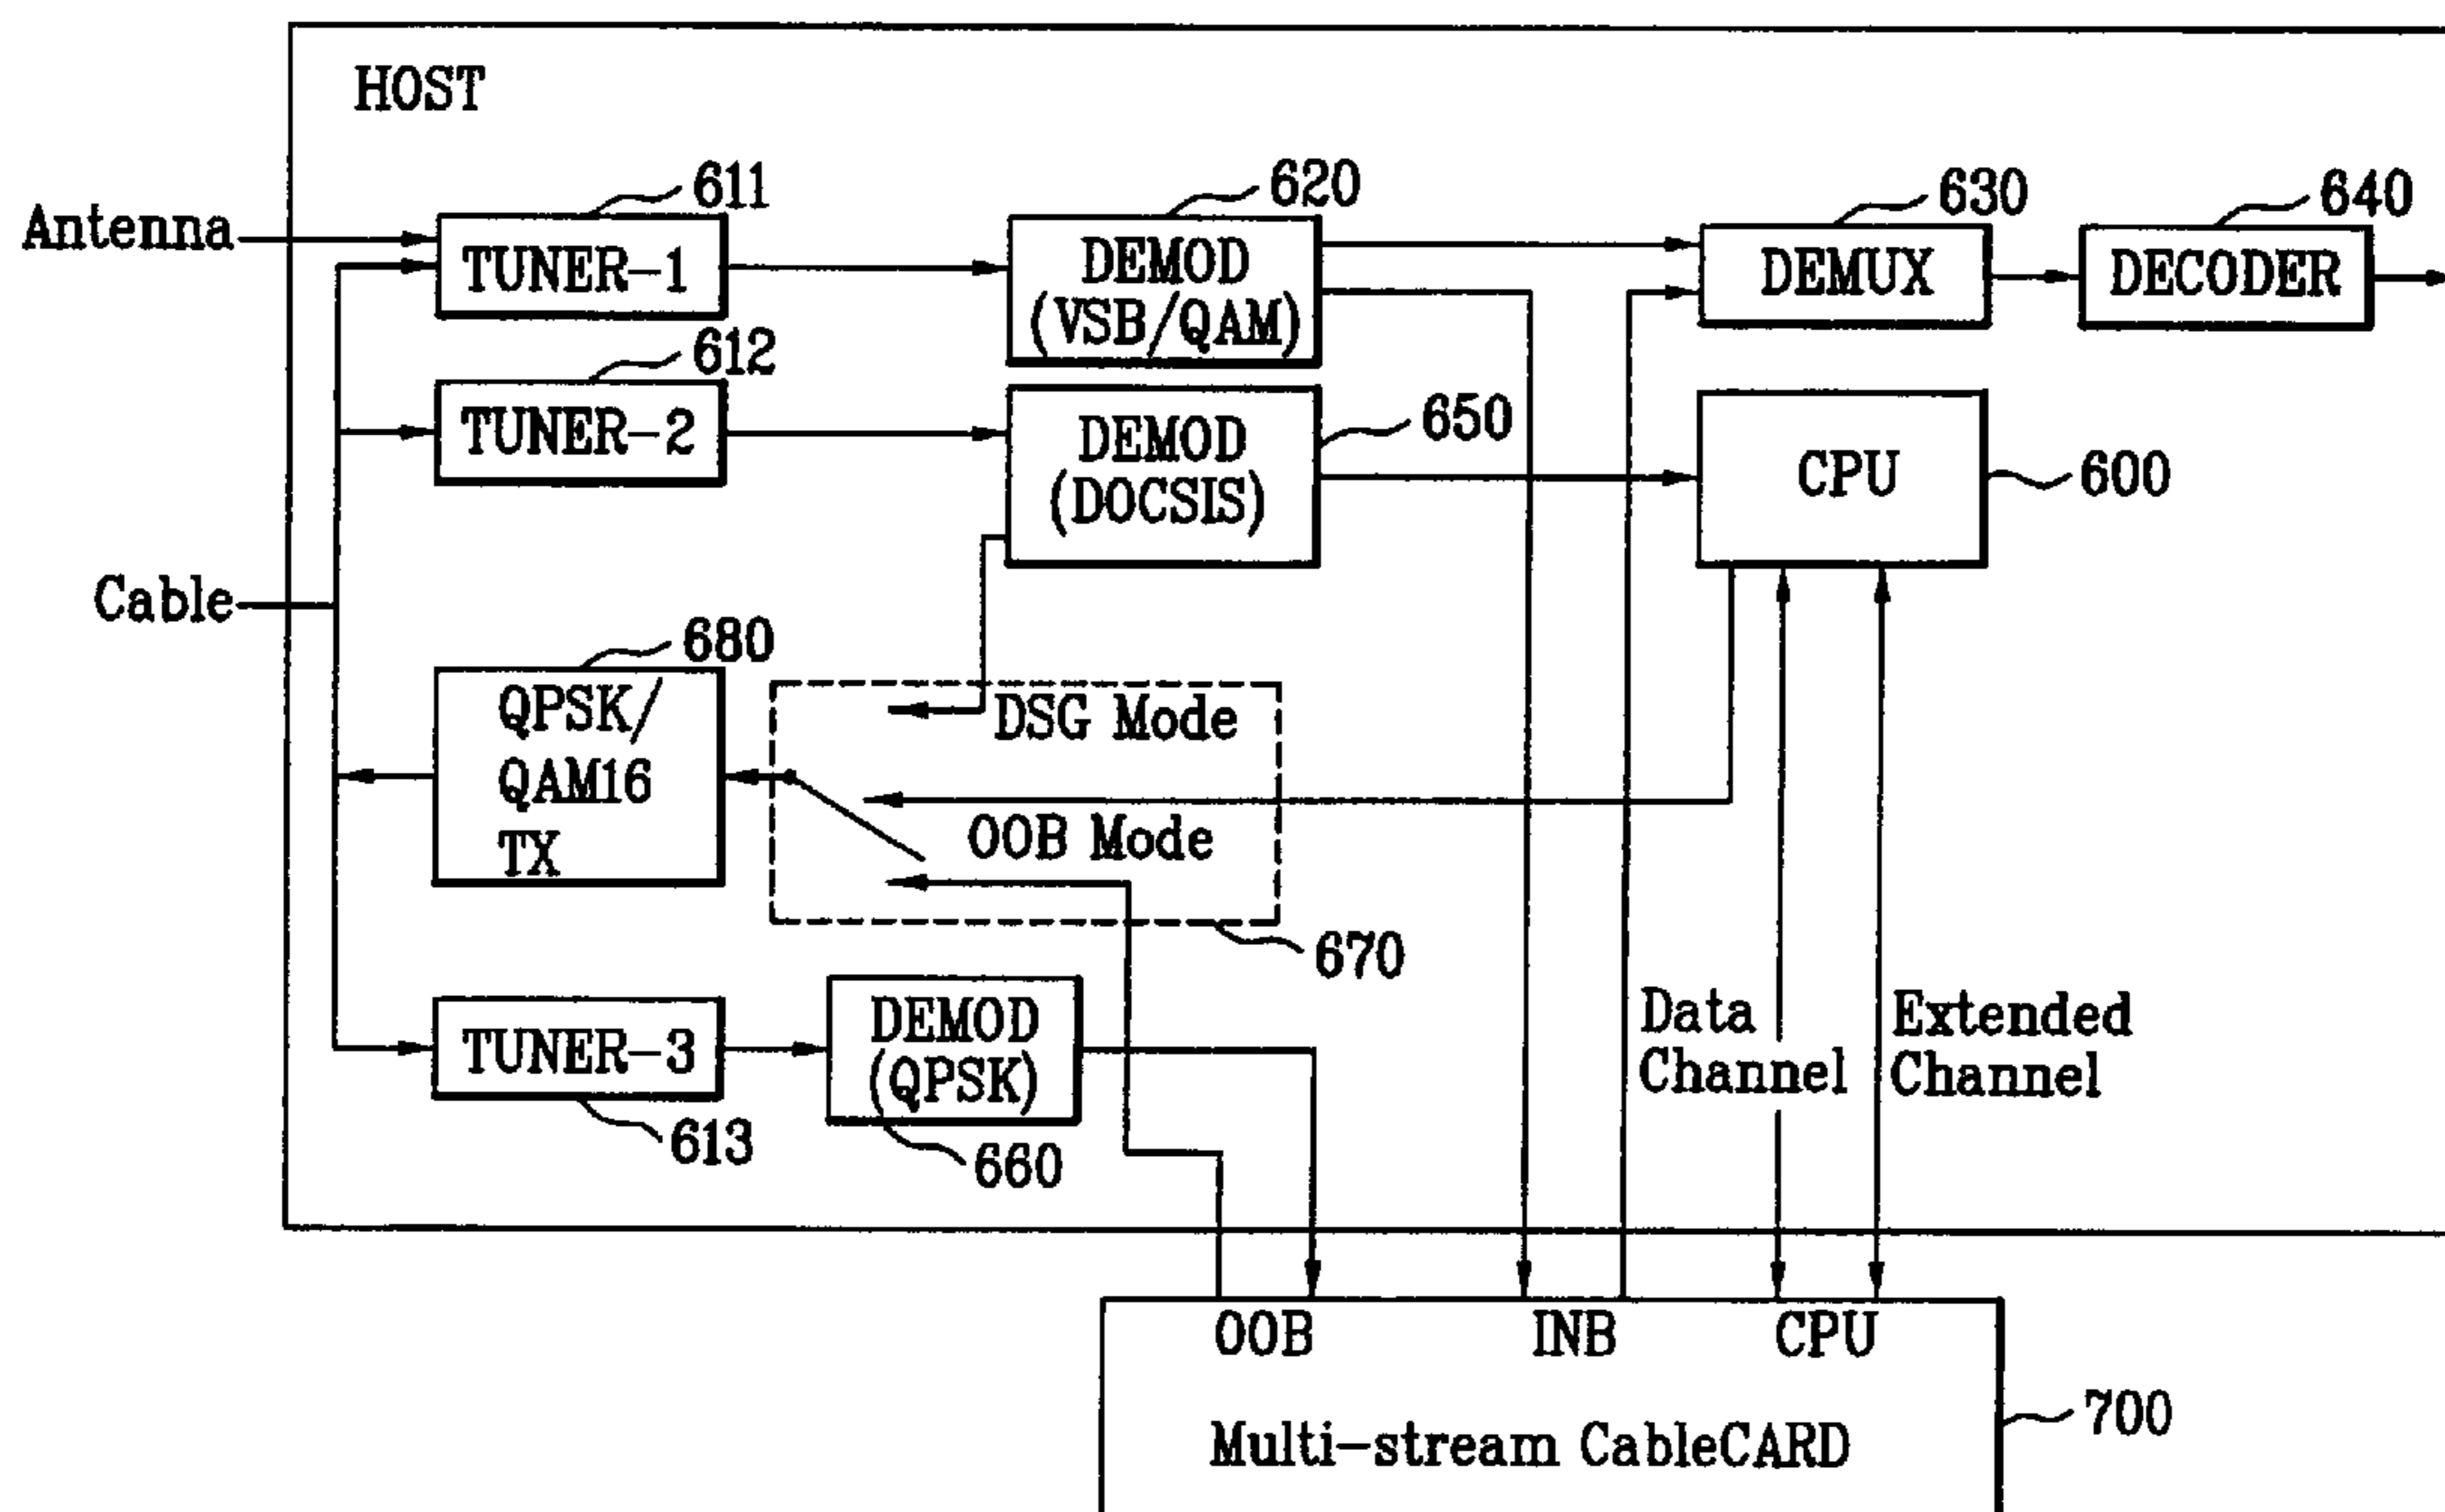 HOST
611
620
630
640
Antenna
TUNER-1
DEMOD
(VSB/QAM)
DEMUX
DECODER
612
TUNER-2
DEMOD
(DOCSIS)
650
CPU
600
Cable
680
QPSK/
QAM16
TX
DSG Mode
OOB Mode
670
TUNER-3
613
DEMOD
(QPSK)
660
Data
Channel
Extended
Channel
OOB
INB
CPU
Multi-stream CableCARD
700